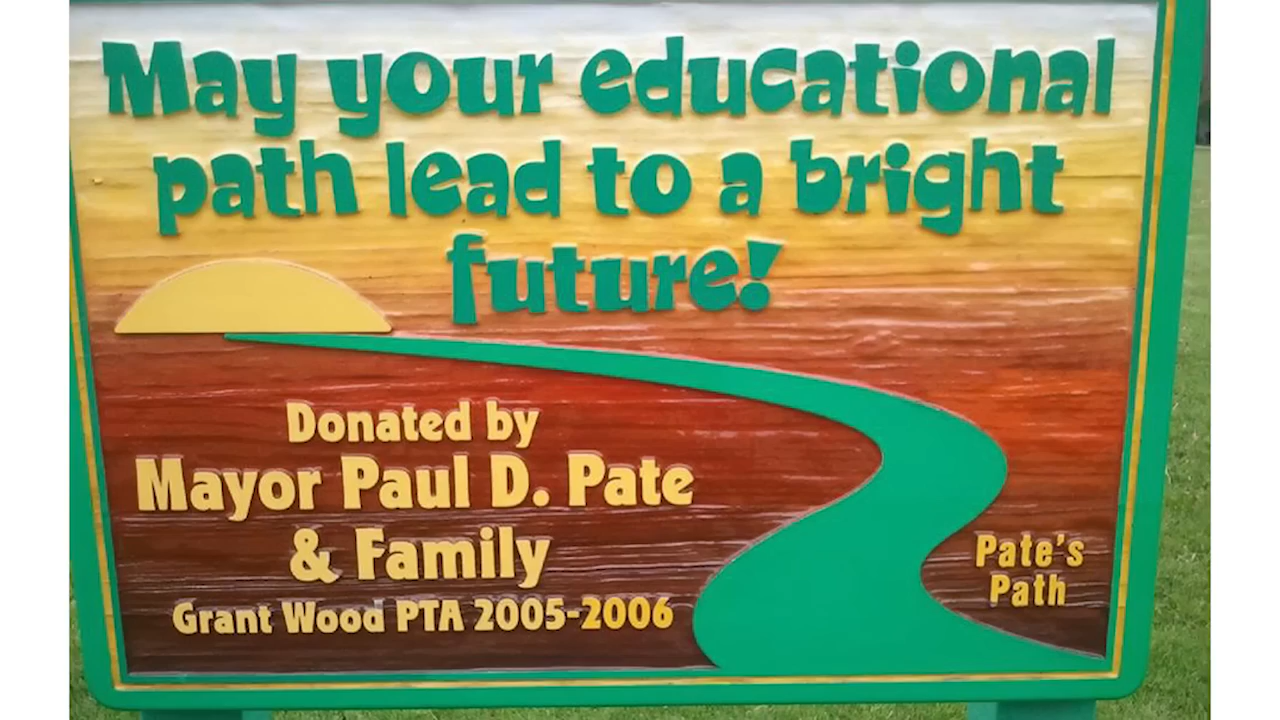 May your educational
path lead to a bright
future!
Donated by
Mayor Paul D. Pate
& Family
Grant Wood PTA 2005-2006
Pate's
Path